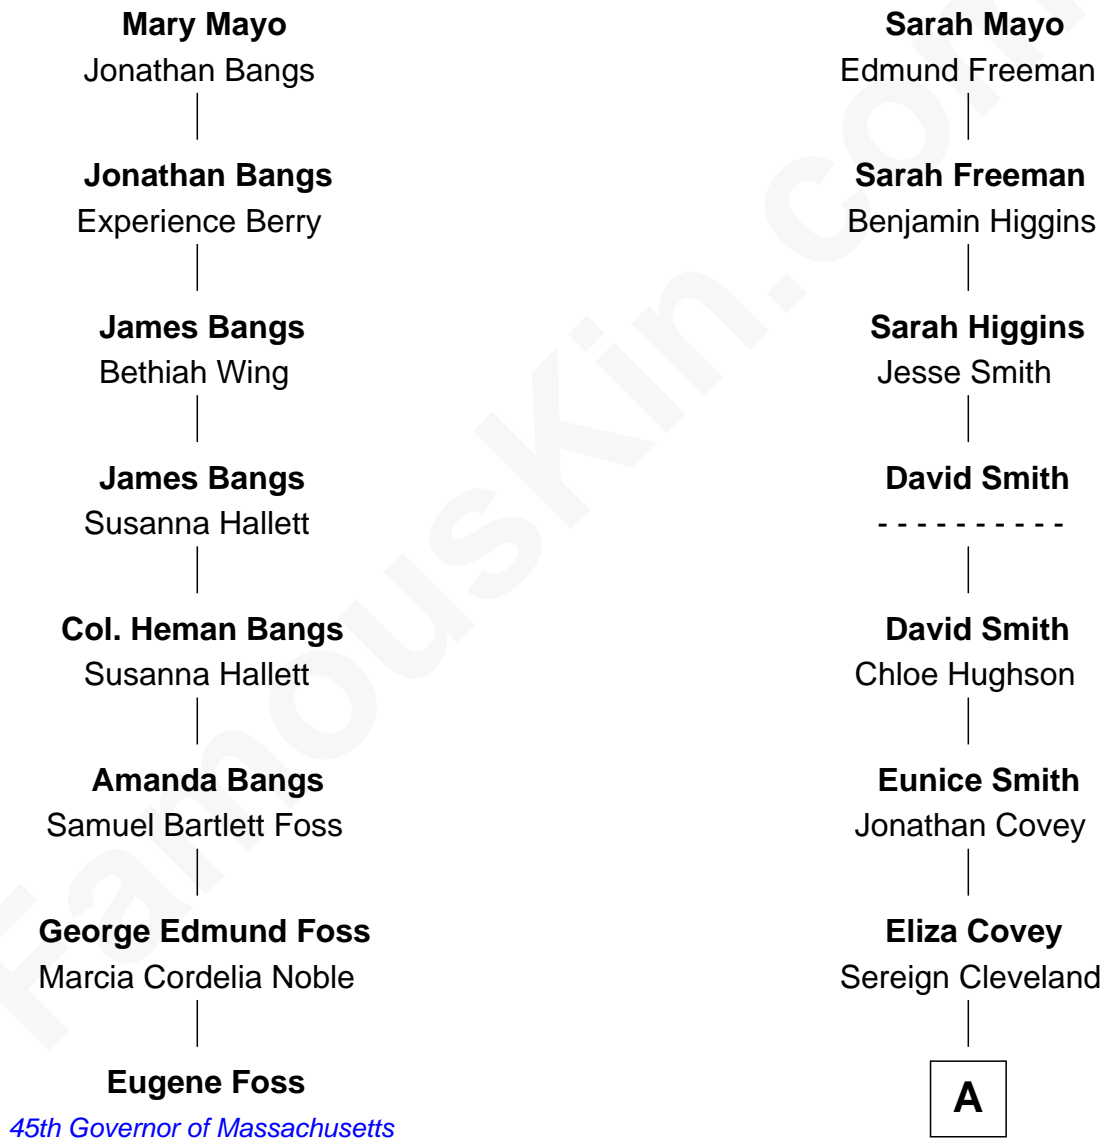 Mary Mayo
Jonathan Bangs
Jonathan Bangs
Experience Berry
James Bangs
Bethiah Wing
James Bangs
Susanna Hallett
Col. Heman Bangs
Susanna Hallett
Amanda Bangs
Samuel Bartlett Foss
George Edmund Foss
Marcia Cordelia Noble
Eugene Foss
45th Governor of Massachusetts
Sarah Mayo
Edmund Freeman
Sarah Freeman
Benjamin Higgins
Sarah Higgins
Jesse Smith
David Smith
- - - - - - - - - -
David Smith
Chloe Hughson
Eunice Smith
Jonathan Covey
Eliza Covey
Sereign Cleveland
A
FamousKin.com